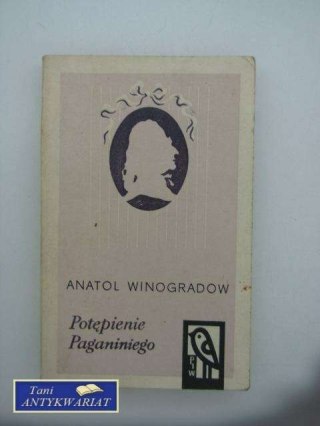 ANATOL WINOGRADOW
Potępienie
Paganiniego
PIW
Tani
ANTYKWARIAT